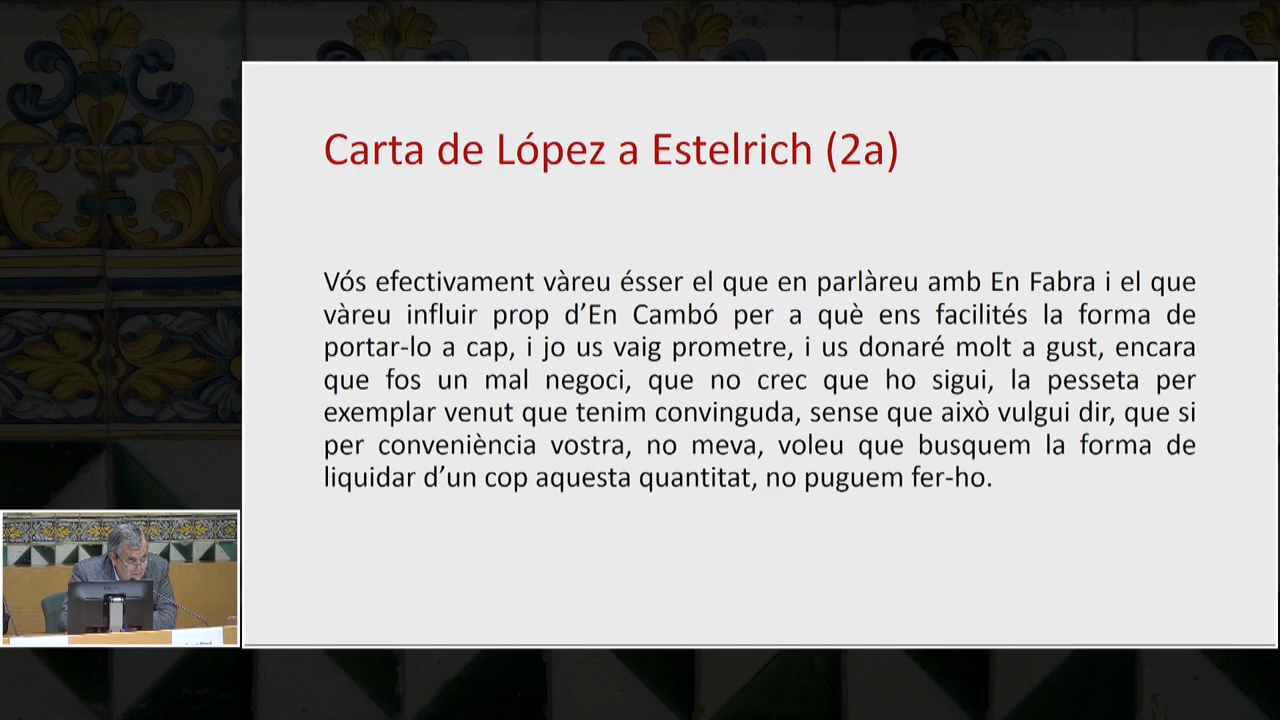 Carta de López a Estelrich (2a)
Vós efectivament vàreu ésser el que en parlàreu amb En Fabra i el que
vàreu influir prop d’En Cambó per a què ens facilités la forma de
portar-lo a cap, i jo us vaig prometre, i us donaré molt a gust, encara
que fos un mal negoci, que no crec que ho sigui, la pesseta per
exemplar venut que tenim convinguda, sense que això vulgui dir, que si
per conveniència vostra, no meva, voleu que busquem la forma de
liquidar d’un cop aquesta quantitat, no puguem fer-ho.